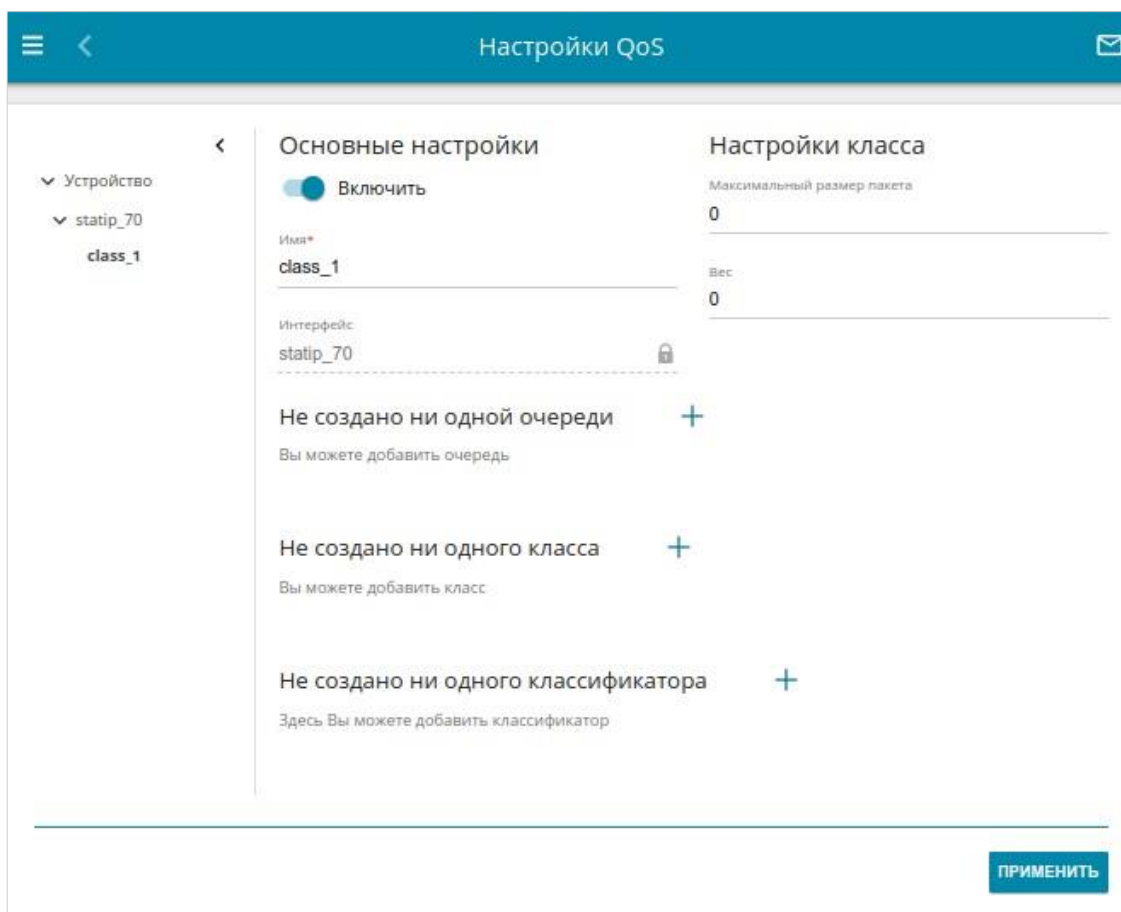 Настройки QoS
Устройство
statip_70
class_1
Основные настройки
Включить
Имя*
class_1
Интерфейс
statip_70
Настройки класса
Максимальный размер пакета
0
Вес
0
Не создано ни одной очереди
Вы можете добавить очередь
Не создано ни одного класса
Вы можете добавить класс
Не создано ни одного классификатора
Здесь Вы можете добавить классификатор
ПРИМЕНИТЬ